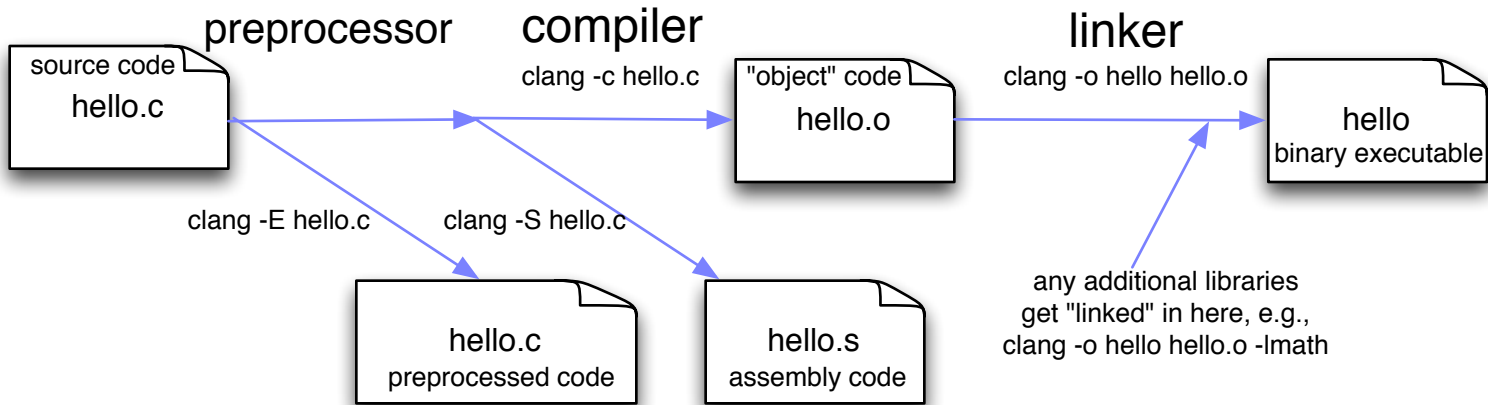 preprocessor
compiler
linker
source code
hello.c
clang -c hello.c
"object" code
hello.o
clang -o hello hello.o
hello
binary executable
clang -E hello.c
clang -S hello.c
hello.c
preprocessed code
hello.s
assembly code
any additional libraries
get "linked" in here, e.g.,
clang -o hello hello.o -lmath